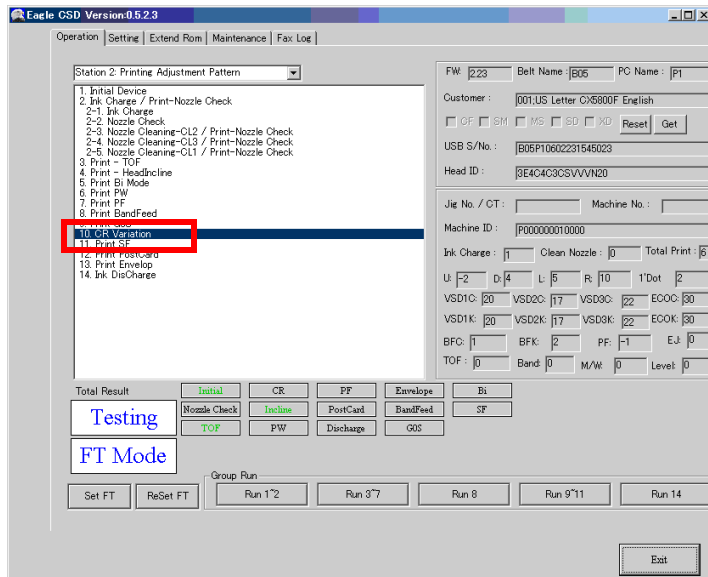 Eagle CSD Version:0.5.2.3
Operation Setting Extend Rom Maintenance Fax Log
Station 2: Printing Adjustment Pattern
1. Initial Device
2. Ink Charge / Print-Nozzle Check
2-1. Ink Charge
2-2. Nozzle Check
2-3. Nozzle Cleaning-CL2 / Print-Nozzle Check
2-4. Nozzle Cleaning-CL3 / Print-Nozzle Check
2-5. Nozzle Cleaning-CL1 / Print-Nozzle Check
3. Print - TOF
4. Print - HeadIncline
5. Print Bi Mode
6. Print PW
7. Print PF
8. Print BandFeed
9. Print G0S
10. CR Variation
11. Print SF
12. Print PostCard
13. Print Envelop
14. Ink DisCharge
FW: 2.23 Belt Name : B05 PC Name : P1
Customer : 001;US Letter CX5800F English
GF SM MS SD XD Reset Get
USB S/No. : B05P10602231545023
Head ID : 3E4C4C3CSVVVN20
Jig No. / CT : Machine No. :
Machine ID : P000000010000
Ink Charge : 1 Clean Nozzle : 0 Total Print : 6
U: -2 D: 4 L: 5 R: 10 1'Dot 2
VSD1C: 20 VSD2C: 17 VSD3C: 22 ECOC: 30
VSD1K: 20 VSD2K: 17 VSD3K: 22 ECOK: 30
BFC: 1 BFK: 2 PF: -1 EJ: 0
TOF : 0 Band: 0 M/W: 0 Level: 0
Total Result
Testing
FT Mode
Initial CR PF Envelope Bi
Nozzle Check Incline PostCard BandFeed SF
TOF PW Discharge G0S
Set FT ReSet FT
Group Run
Run 1~2 Run 3~7 Run 8 Run 9~11 Run 14
Exit